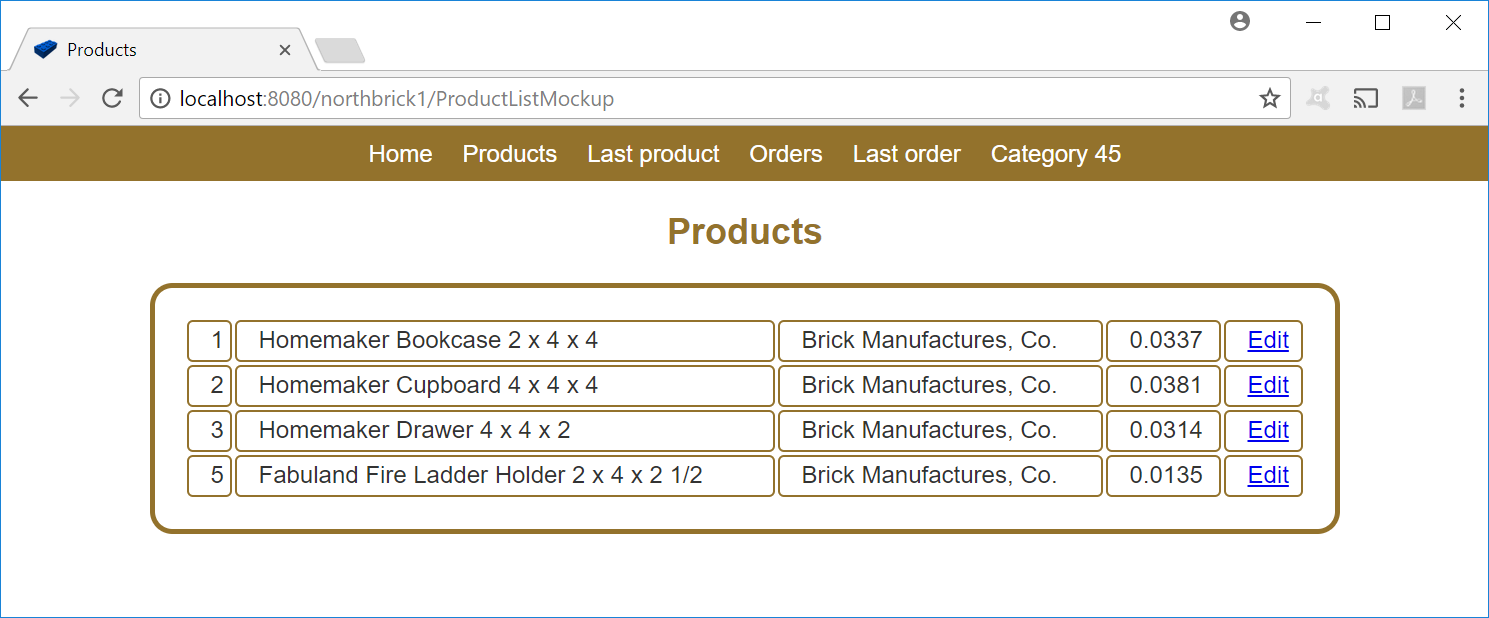 Products
localhost:8080/northbrick1/ProductListMockup
Home Products Last product Orders Last order Category 45
Products
1 Homemaker Bookcase 2 x 4 x 4 Brick Manufactures, Co. 0.0337 Edit
2 Homemaker Cupboard 4 x 4 x 4 Brick Manufactures, Co. 0.0381 Edit
3 Homemaker Drawer 4 x 4 x 2 Brick Manufactures, Co. 0.0314 Edit
5 Fabuland Fire Ladder Holder 2 x 4 x 2 1/2 Brick Manufactures, Co. 0.0135 Edit